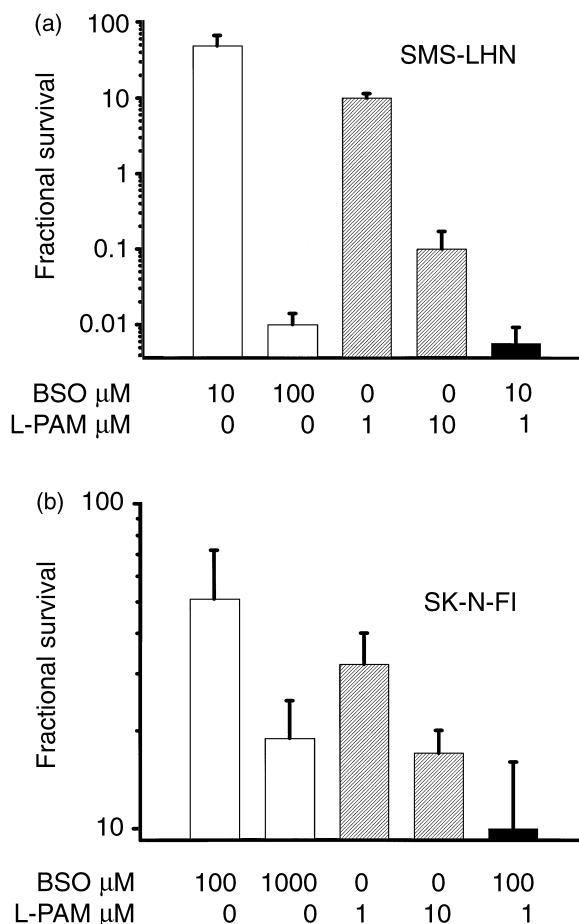 (a)
SMS-LHN
Fractional survival
100
10
1
0.1
0.01
BSO μM 10 100 0 0 10
L-PAM μM 0 0 1 10 1
(b)
SK-N-FI
Fractional survival
100
10
BSO μM 100 1000 0 0 100
L-PAM μM 0 0 1 10 1